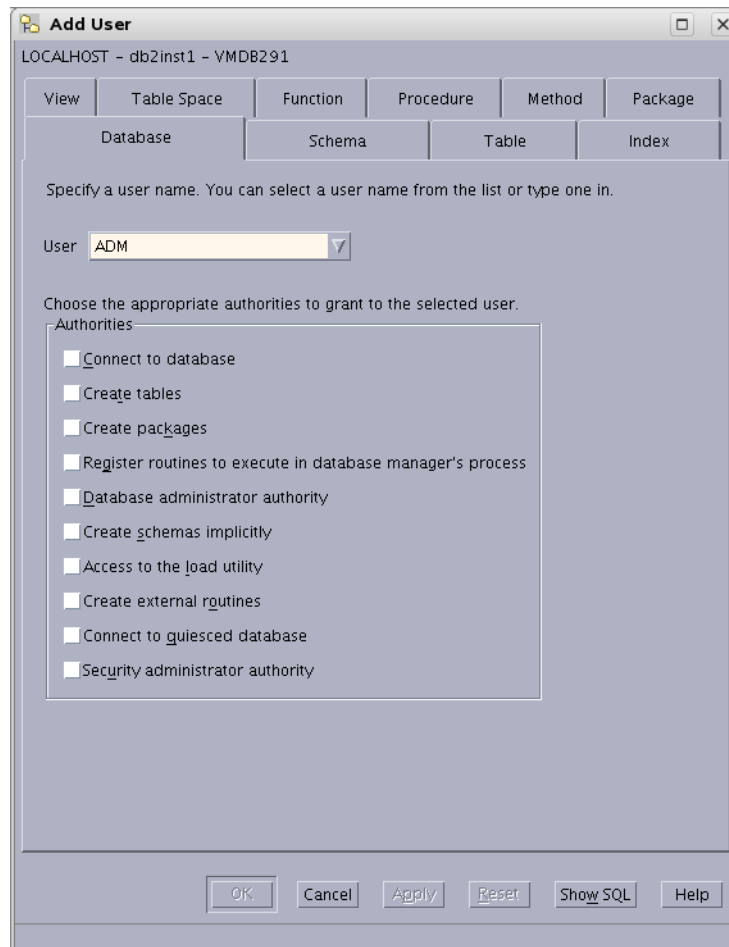 Add User
LOCALHOST - db2inst1 - VMDB291
View Table Space Function Procedure Method Package
Database Schema Table Index
Specify a user name. You can select a user name from the list or type one in.
User ADM
Choose the appropriate authorities to grant to the selected user.
Authorities
Connect to database
Create tables
Create packages
Register routines to execute in database manager's process
Database administrator authority
Create schemas implicitly
Access to the load utility
Create external routines
Connect to quiesced database
Security administrator authority
OK Cancel Apply Reset Show SQL Help